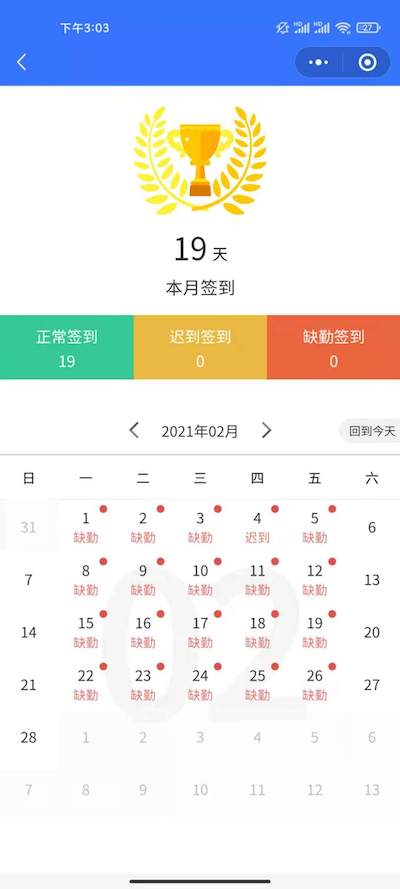 下午3:03
HD HD 27
19 天
本月签到
正常签到 迟到签到 缺勤签到
19 0 0
2021年02月 回到今天
日 一 二 三 四 五 六
31 1 2 3 4 5 6
缺勤 缺勤 缺勤 迟到 缺勤
7 8 9 10 11 12 13
缺勤 缺勤 缺勤 缺勤 缺勤
14 15 16 17 18 19 20
缺勤 缺勤 缺勤 缺勤 缺勤
21 22 23 24 25 26 27
缺勤 缺勤 缺勤 缺勤 缺勤
28 1 2 3 4 5 6
7 8 9 10 11 12 13
02